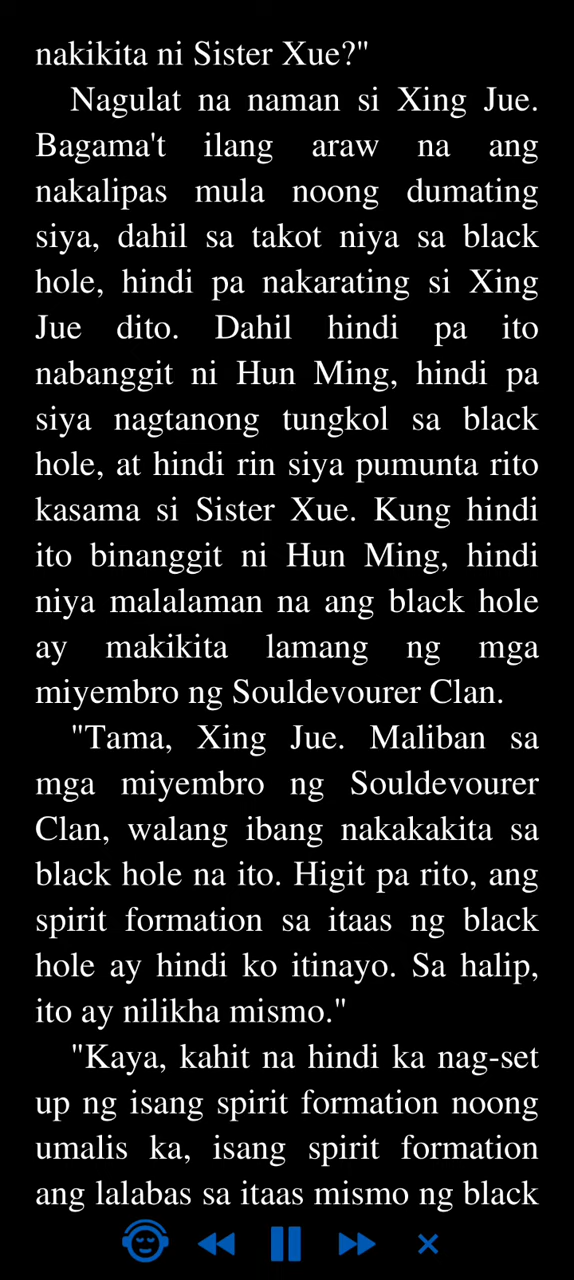 nakikita ni Sister Xue?"
Nagulat na naman si Xing Jue.
Bagama't ilang araw na ang
nakalipas mula noong dumating
siya, dahil sa takot niya sa black
hole, hindi pa nakarating si Xing
Jue dito. Dahil hindi pa ito
nabanggit ni Hun Ming, hindi pa
siya nagtanong tungkol sa black
hole, at hindi rin siya pumunta rito
kasama si Sister Xue. Kung hindi
ito binanggit ni Hun Ming, hindi
niya malalaman na ang black hole
ay makikita lamang ng mga
miyembro ng Souldevourer Clan.
"Tama, Xing Jue. Maliban sa
mga miyembro ng Souldevourer
Clan, walang ibang nakakakita sa
black hole na ito. Higit pa rito, ang
spirit formation sa itaas ng black
hole ay hindi ko itinayo. Sa halip,
ito ay nilikha mismo."
"Kaya, kahit na hindi ka nag-set
up ng isang spirit formation noong
umalis ka, isang spirit formation
ang lalabas sa itaas mismo ng black